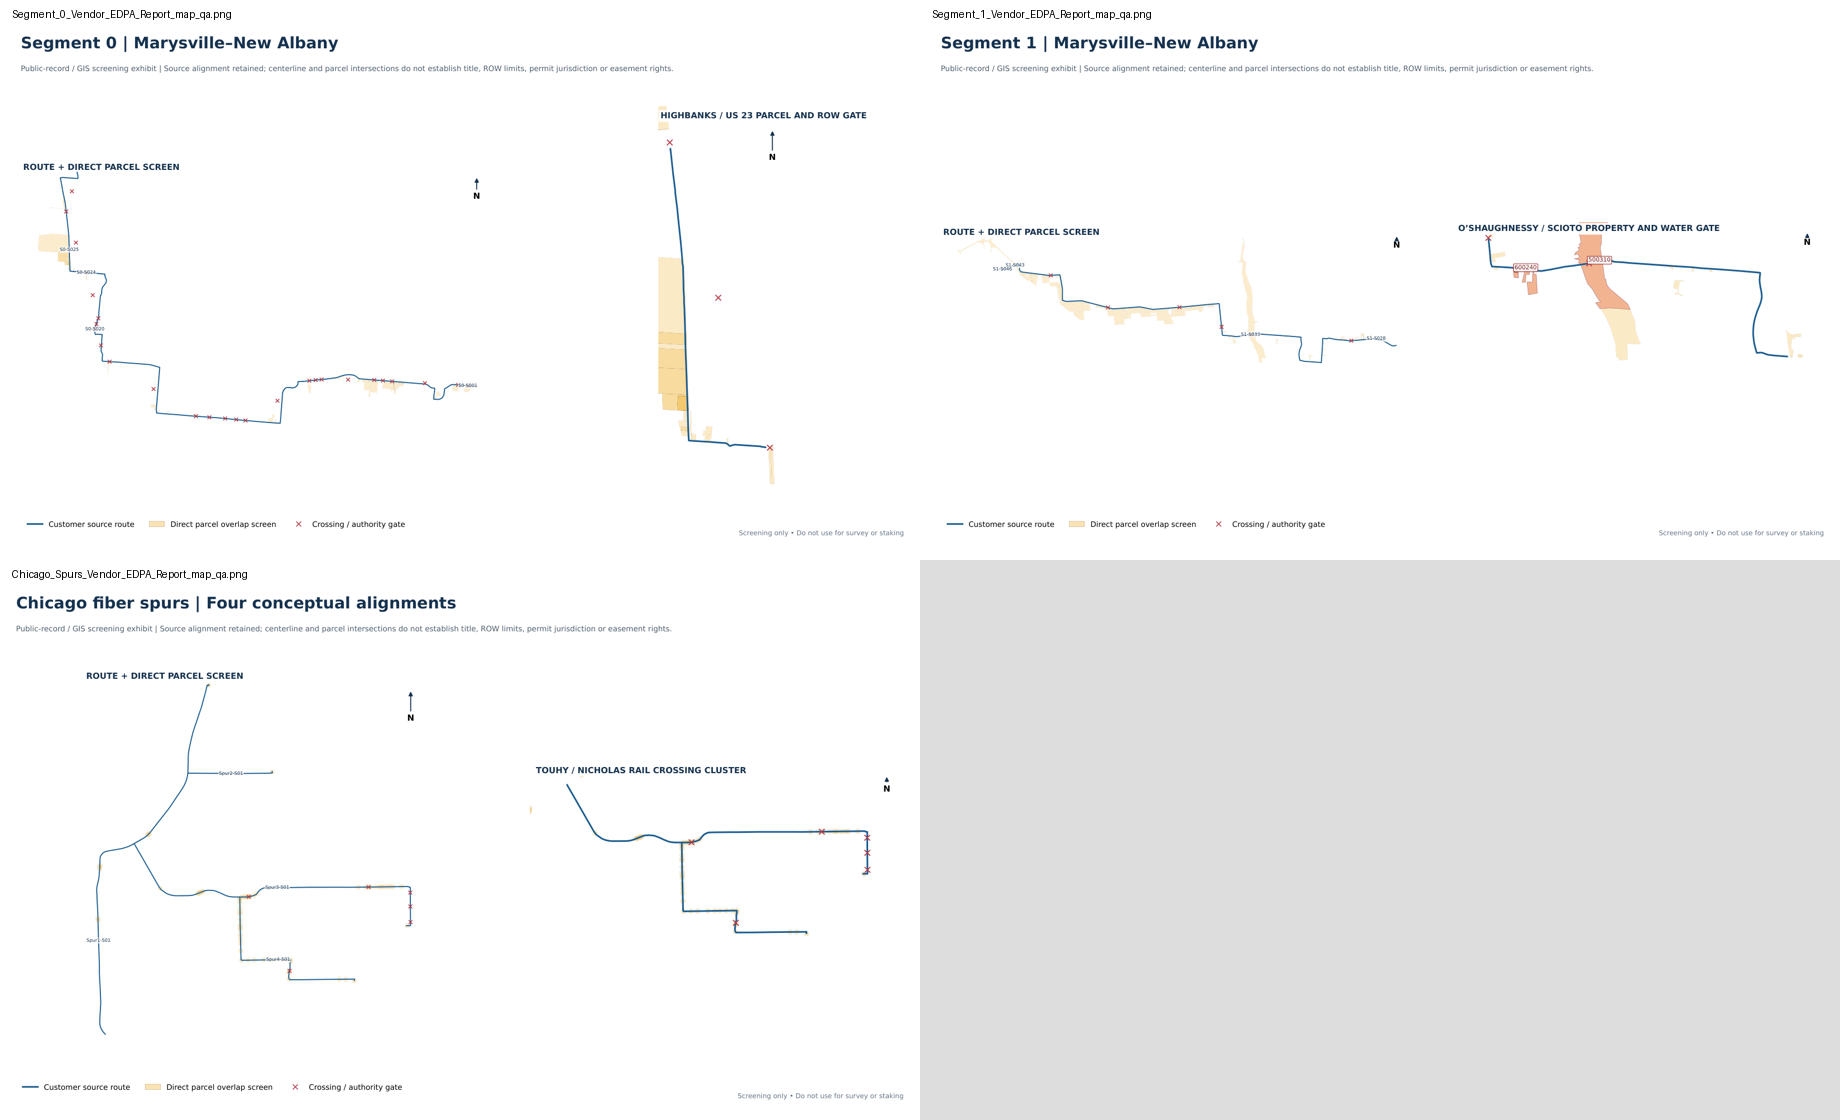 Segment_0_Vendor_EDPA_Report_map_qa.png
Segment 0 | Marysville–New Albany
Public-record / GIS screening exhibit | Source alignment retained; centerline and parcel intersections do not establish title, ROW limits, permit jurisdiction or easement rights.
HIGHBANKS / US 23 PARCEL AND ROW GATE
N
ROUTE + DIRECT PARCEL SCREEN
N
S0-S025
S0-S024
S0-S020
S0-S001
Customer source route
Direct parcel overlap screen
Crossing / authority gate
Screening only • Do not use for survey or staking
Segment_1_Vendor_EDPA_Report_map_qa.png
Segment 1 | Marysville–New Albany
Public-record / GIS screening exhibit | Source alignment retained; centerline and parcel intersections do not establish title, ROW limits, permit jurisdiction or easement rights.
ROUTE + DIRECT PARCEL SCREEN
N
S1-S043
S1-S046
S1-S033
S1-S028
O’SHAUGHNESSY / SCIOTO PROPERTY AND WATER GATE
N
600240
500310
Customer source route
Direct parcel overlap screen
Crossing / authority gate
Screening only • Do not use for survey or staking
Chicago_Spurs_Vendor_EDPA_Report_map_qa.png
Chicago fiber spurs | Four conceptual alignments
Public-record / GIS screening exhibit | Source alignment retained; centerline and parcel intersections do not establish title, ROW limits, permit jurisdiction or easement rights.
ROUTE + DIRECT PARCEL SCREEN
N
Spur2-S01
Spur3-S01
Spur1-S01
Spur4-S01
TOUHY / NICHOLAS RAIL CROSSING CLUSTER
N
Customer source route
Direct parcel overlap screen
Crossing / authority gate
Screening only • Do not use for survey or staking